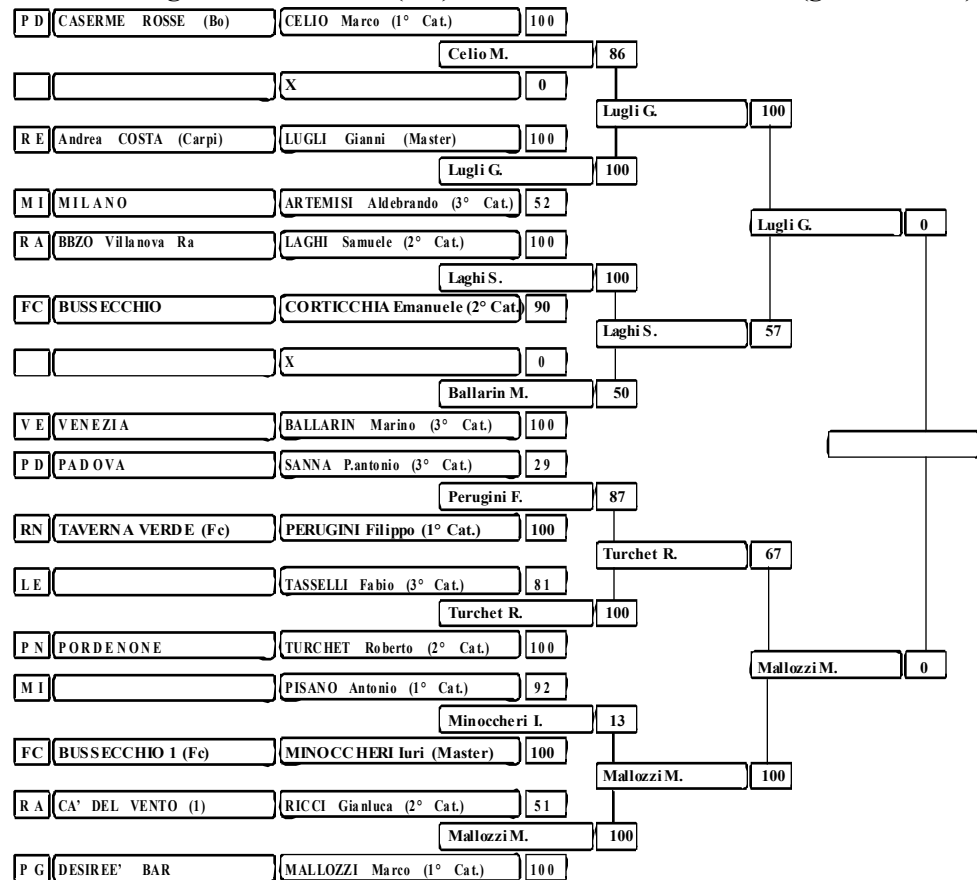 P D CASERME ROSSE (Bo) CELIO Marco (1° Cat.) 100
Celio M. 86
X 0
Lugli G. 100
R E Andrea COSTA (Carpi) LUGLI Gianni (Master) 100
Lugli G. 100
M I MILANO ARTEMISI Aldebrando (3° Cat.) 52
Lugli G. 0
R A BBZO Villanova Ra LAGHI Samuele (2° Cat.) 100
Laghi S. 100
FC BUSSECCHIO CORTICCHIA Emanuele (2° Cat.) 90
Laghi S. 57
X 0
Ballarin M. 50
V E VENEZIA BALLARIN Marino (3° Cat.) 100
P D PADOVA SANNA P.antonio (3° Cat.) 29
Perugini F. 87
RN TAVERNA VERDE (Fc) PERUGINI Filippo (1° Cat.) 100
Turchet R. 67
L E TASSELLI Fabio (3° Cat.) 81
Turchet R. 100
P N PORDENONE TURCHET Roberto (2° Cat.) 100
Mallozzi M. 0
M I PISANO Antonio (1° Cat.) 92
Minoccheri I. 13
FC BUSSECCHIO 1 (Fc) MINOCCHERI Iuri (Master) 100
Mallozzi M. 100
R A CA' DEL VENTO (1) RICCI Gianluca (2° Cat.) 51
Mallozzi M. 100
P G DESIREE' BAR MALLOZZI Marco (1° Cat.) 100